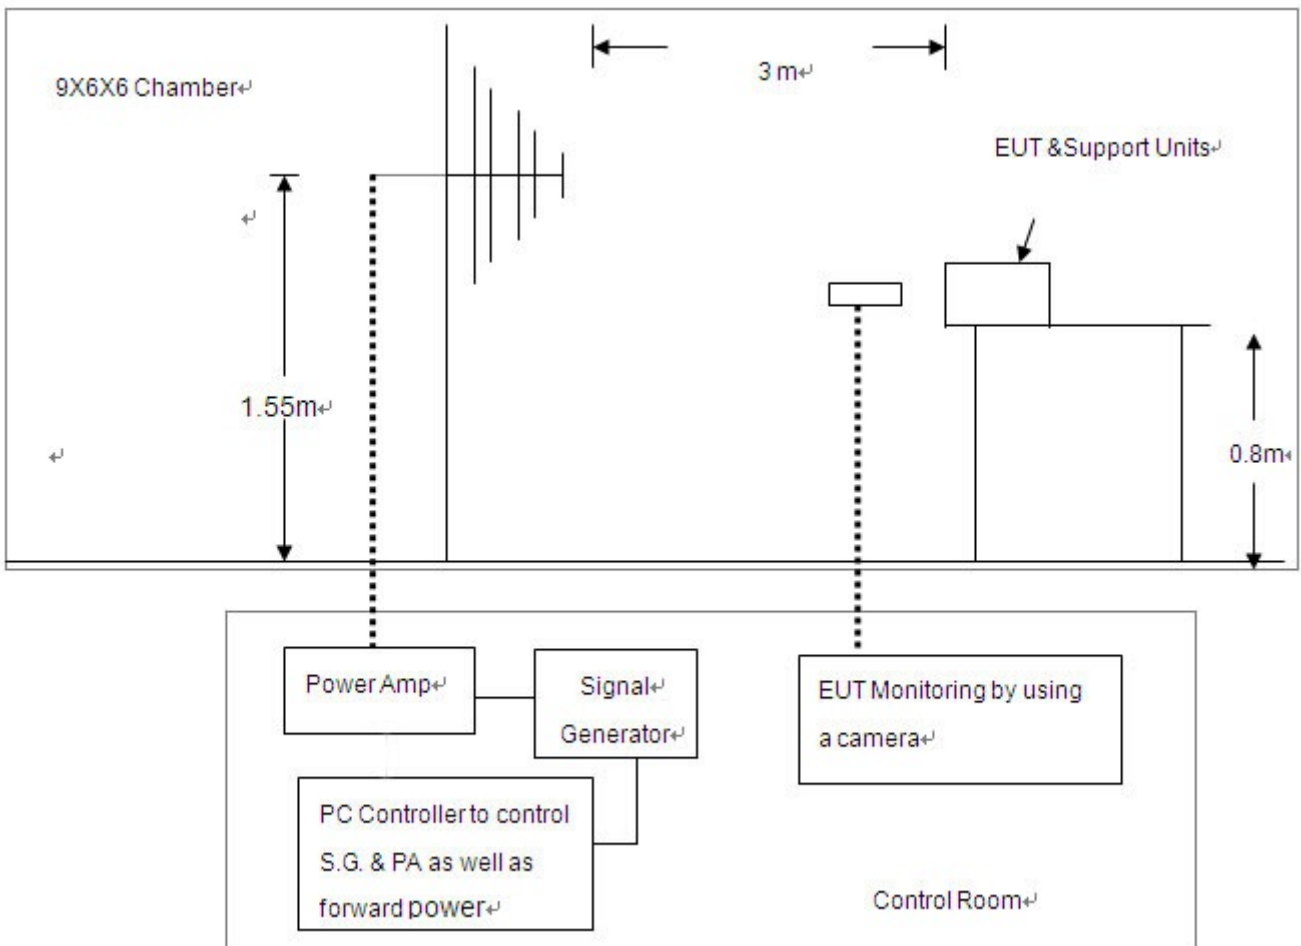 9X6X6 Chamber↵
3 m↵
EUT &Support Units↵
↵
1.55m↵
↵
0.8m↵
Power Amp↵
Signal↵
Generator↵
EUT Monitoring by using
a camera↵
PC Controller to control
S.G. & PA as well as
forward power↵
Control Room↵